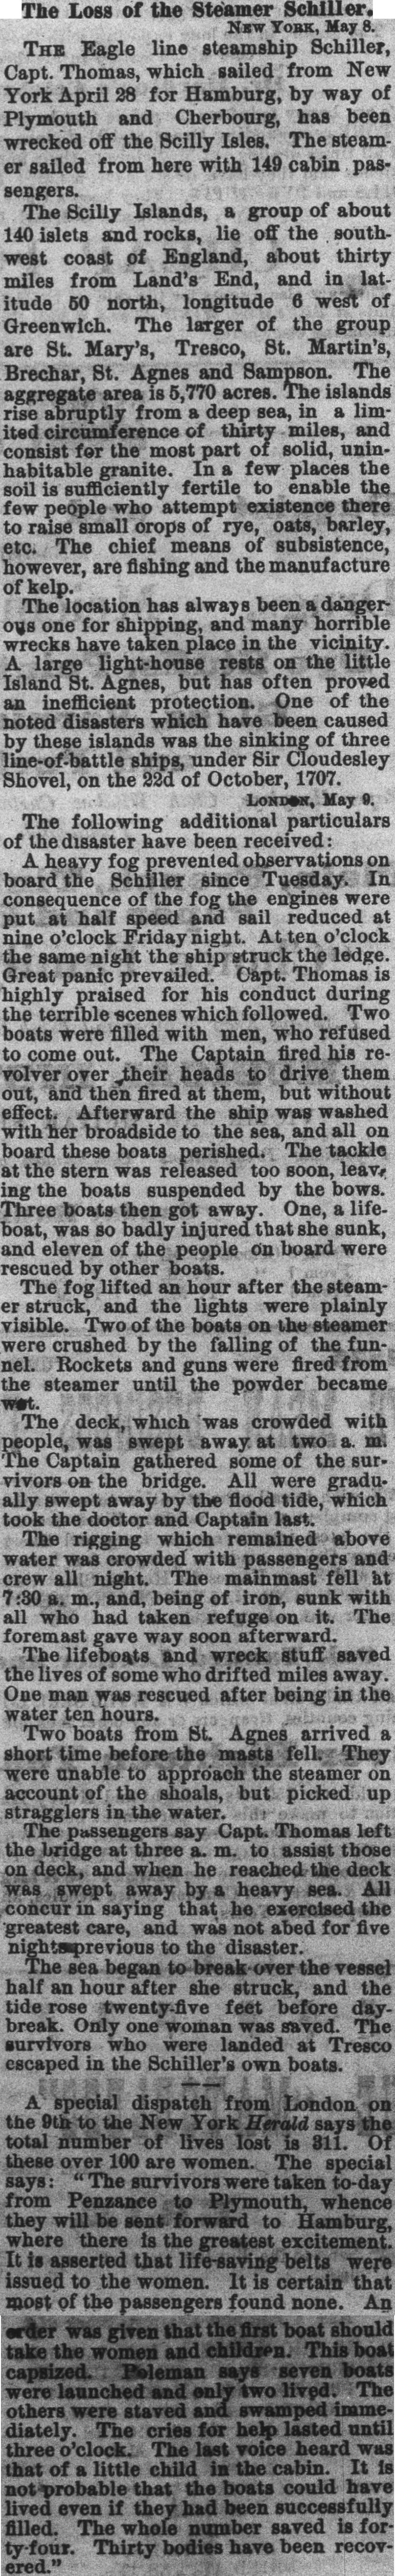 The Loss of the Steamer Schiller.
NEW YORK, May 8.
THE Eagle line steamship Schiller,
Capt. Thomas, which sailed from New
York April 28 for Hamburg, by way of
Plymouth and Cherbourg, has been
wrecked off the Scilly Isles. The steam-
er sailed from here with 149 cabin pas-
sengers.
The Scilly Islands, a group of about
140 islets and rocks, lie off the south-
west coast of England, about thirty
miles from Land's End, and in lat-
itude 50 north, longitude 6 west of
Greenwich. The larger of the group
are St. Mary's, Tresco, St. Martin's,
Brechar, St. Agnes and Sampson. The
aggregate area is 5,770 acres. The islands
rise abruptly from a deep sea, in a lim-
ited circumference of thirty miles, and
consist for the most part of solid, unin-
habitable granite. In a few places the
soil is sufficiently fertile to enable the
few people who attempt existence there
to raise small crops of rye, oats, barley,
etc. The chief means of subsistence,
however, are fishing and the manufacture
of kelp.
The location has always been a danger-
ous one for shipping, and many horrible
wrecks have taken place in the vicinity.
A large light-house rests on the little
Island St. Agnes, but has often proved
an inefficient protection. One of the
noted disasters which have been caused
by these islands was the sinking of three
line-of-battle ships, under Sir Cloudesley
Shovel, on the 22d of October, 1707.
LONDON, May 9.
The following additional particulars
of the disaster have been received:
A heavy fog prevented observations on
board the Schiller since Tuesday. In
consequence of the fog the engines were
put at half speed and sail reduced at
nine o'clock Friday night. At ten o'clock
the same night the ship struck the ledge.
Great panic prevailed. Capt. Thomas is
highly praised for his conduct during
the terrible scenes which followed. Two
boats were filled with men, who refused
to come out. The Captain fired his re-
volver over their heads to drive them
out, and then fired at them, but without
effect. Afterward the ship was washed
with her broadside to the sea, and all on
board these boats perished. The tackle
at the stern was released too soon, leav-
ing the boats suspended by the bows.
Three boats then got away. One, a life-
boat, was so badly injured that she sunk,
and eleven of the people on board were
rescued by other boats.
The fog lifted an hour after the steam-
er struck, and the lights were plainly
visible. Two of the boats on the steamer
were crushed by the falling of the fun-
nel. Rockets and guns were fired from
the steamer until the powder became
wet.
The deck, which was crowded with
people, was swept away at two a. m.
The Captain gathered some of the sur-
vivors on the bridge. All were gradu-
ally swept away by the flood tide, which
took the doctor and Captain last.
The rigging which remained above
water was crowded with passengers and
crew all night. The mainmast fell at
7:30 a. m., and, being of iron, sunk with
all who had taken refuge on it. The
foremast gave way soon afterward.
The lifeboats and wreck stuff saved
the lives of some who drifted miles away.
One man was rescued after being in the
water ten hours.
Two boats from St. Agnes arrived a
short time before the masts fell. They
were unable to approach the steamer on
account of the shoals, but picked up
stragglers in the water.
The passengers say Capt. Thomas left
the bridge at three a. m. to assist those
on deck, and when he reached the deck
was swept away by a heavy sea. All
concur in saying that he exercised the
greatest care, and was not abed for five
nights previous to the disaster.
The sea began to break over the vessel
half an hour after she struck, and the
tide rose twenty-five feet before day-
break. Only one woman was saved. The
survivors who were landed at Tresco
escaped in the Schiller's own boats.
A special dispatch from London on
the 9th to the New York Herald says the
total number of lives lost is 311. Of
these over 100 are women. The special
says: "The survivors were taken to-day
from Penzance to Plymouth, whence
they will be sent forward to Hamburg,
where there is the greatest excitement.
It is asserted that life-saving belts were
issued to the women. It is certain that
most of the passengers found none. An
order was given that the first boat should
take the women and children. This boat
capsized. Poleman says seven boats
were launched and only two lived. The
others were staved and swamped imme-
diately. The cries for help lasted until
three o'clock. The last voice heard was
that of a little child in the cabin. It is
not probable that the boats could have
lived even if they had been successfully
filled. The whole number saved is for-
ty-four. Thirty bodies have been recov-
ered."